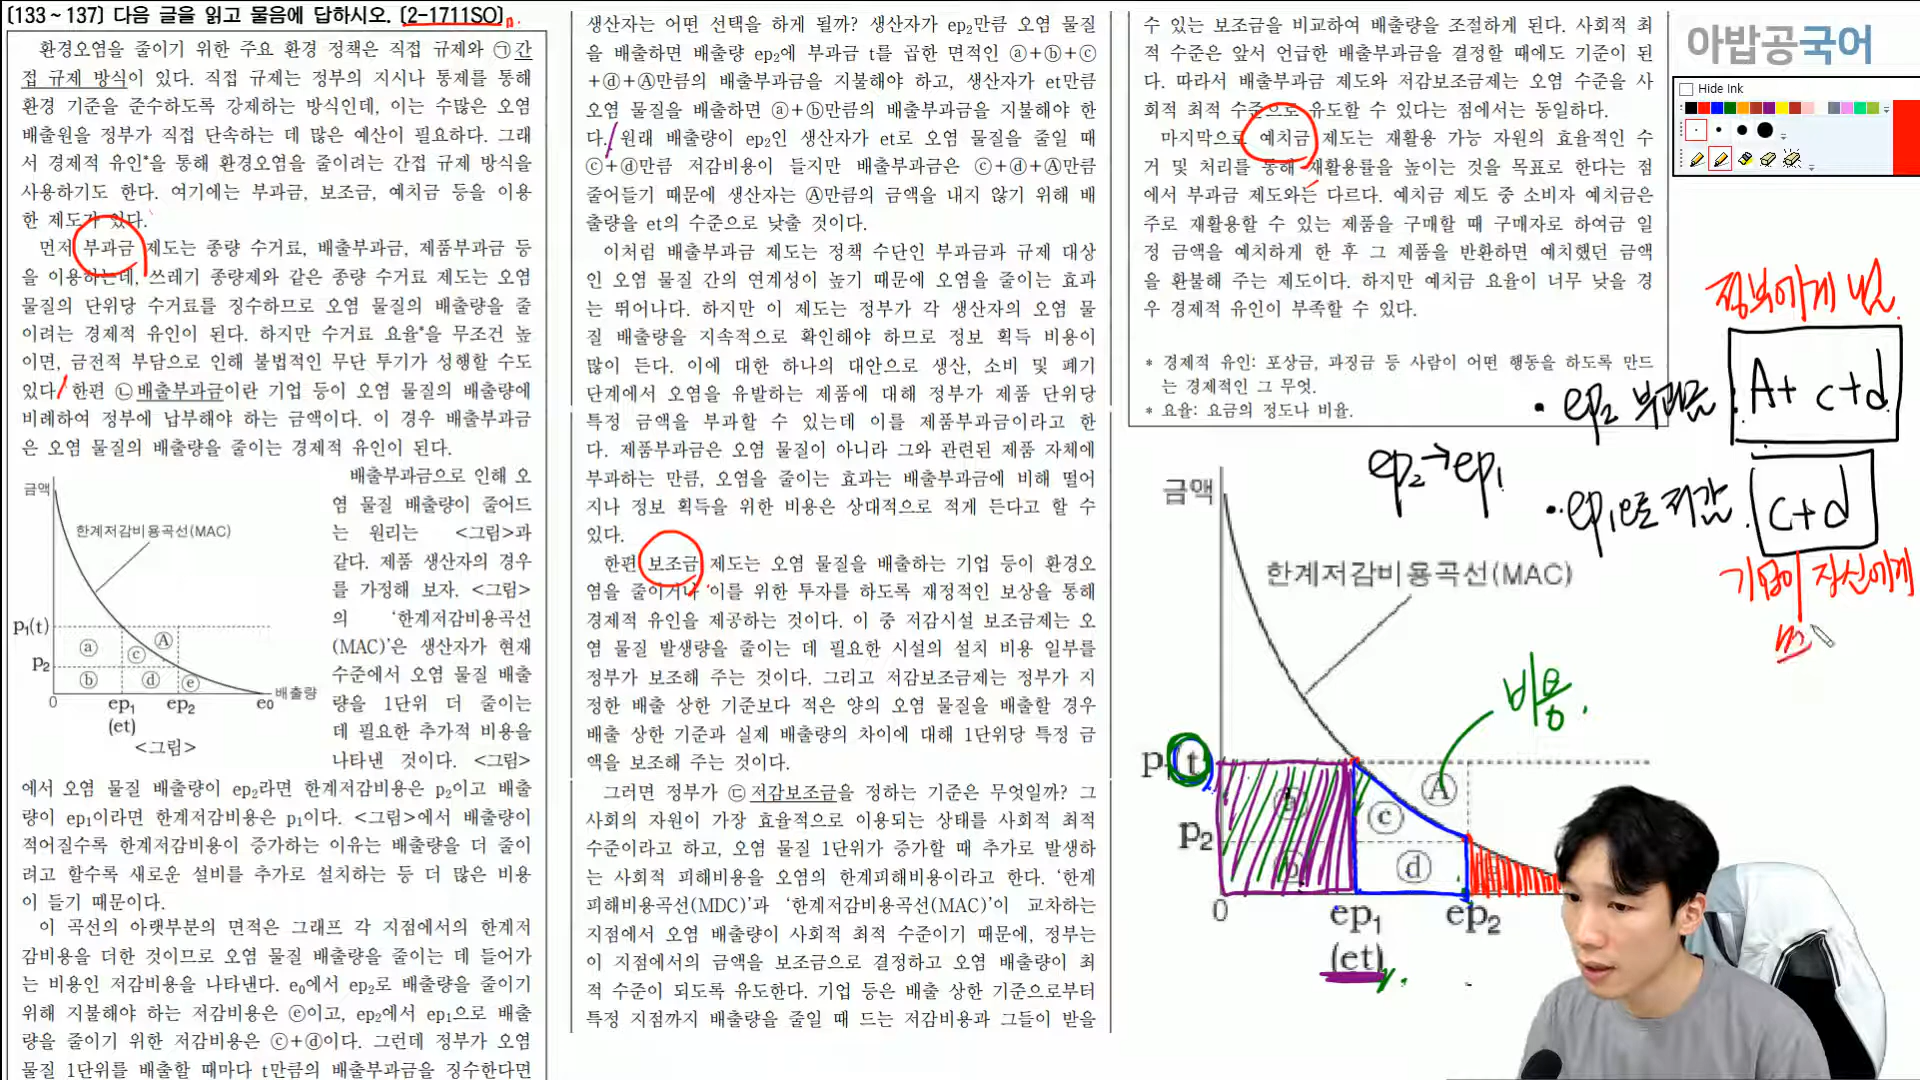 [133～137] 다음 글을 읽고 물음에 답하시오. [2-1711SO]
환경오염을 줄이기 위한 주요 환경 정책은 직접 규제와 ㉠간
접 규제 방식이 있다. 직접 규제는 정부의 지시나 통제를 통해
환경 기준을 준수하도록 강제하는 방식인데, 이는 수많은 오염
배출원을 정부가 직접 단속하는 데 많은 예산이 필요하다. 그래
서 경제적 유인*을 통해 환경오염을 줄이려는 간접 규제 방식을
사용하기도 한다. 여기에는 부과금, 보조금, 예치금 등을 이용
한 제도가 있다.
먼저 부과금 제도는 종량 수거료, 배출부과금, 제품부과금 등
을 이용하는데, 쓰레기 종량제와 같은 종량 수거료 제도는 오염
물질의 단위당 수거료를 징수하므로 오염 물질의 배출량을 줄
이려는 경제적 유인이 된다. 하지만 수거료 요율*을 무조건 높
이면, 금전적 부담으로 인해 불법적인 무단 투기가 성행할 수도
있다. 한편 ㉡배출부과금이란 기업 등이 오염 물질의 배출량에
비례하여 정부에 납부해야 하는 금액이다. 이 경우 배출부과금
은 오염 물질의 배출량을 줄이는 경제적 유인이 된다.
금액
한계저감비용곡선(MAC)
p₁(t)
p₂
ⓐ ⓒ Ⓐ
ⓑ ⓓ ⓔ
배출량
0 ep₁ ep₂ e₀
(et)
<그림>
배출부과금으로 인해 오
염 물질 배출량이 줄어드
는 원리는 <그림>과
같다. 제품 생산자의 경우
를 가정해 보자. <그림>
의 '한계저감비용곡선
(MAC)'은 생산자가 현재
수준에서 오염 물질 배출
량을 1단위 더 줄이는
데 필요한 추가적 비용을
나타낸 것이다. <그림>
에서 오염 물질 배출량이 ep₂라면 한계저감비용은 p₂이고 배출
량이 ep₁이라면 한계저감비용은 p₁이다. <그림>에서 배출량이
적어질수록 한계저감비용이 증가하는 이유는 배출량을 더 줄이
려고 할수록 새로운 설비를 추가로 설치하는 등 더 많은 비용
이 들기 때문이다.
이 곡선의 아랫부분의 면적은 그래프 각 지점에서의 한계저
감비용을 더한 것이므로 오염 물질 배출량을 줄이는 데 들어가
는 비용인 저감비용을 나타낸다. e₀에서 ep₂로 배출량을 줄이기
위해 지불해야 하는 저감비용은 ⓔ이고, ep₂에서 ep₁으로 배출
량을 줄이기 위한 저감비용은 ⓒ+ⓓ이다. 그런데 정부가 오염
물질 1단위를 배출할 때마다 t만큼의 배출부과금을 징수한다면
생산자는 어떤 선택을 하게 될까? 생산자가 ep₂만큼 오염 물질
을 배출하면 배출량 ep₂에 부과금 t를 곱한 면적인 ⓐ+ⓑ+ⓒ
+ⓓ+Ⓐ만큼의 배출부과금을 지불해야 하고, 생산자가 et만큼
오염 물질을 배출하면 ⓐ+ⓑ만큼의 배출부과금을 지불해야 한
다. 원래 배출량이 ep₂인 생산자가 et로 오염 물질을 줄일 때
ⓒ+ⓓ만큼 저감비용이 들지만 배출부과금은 ⓒ+ⓓ+Ⓐ만큼
줄어들기 때문에 생산자는 Ⓐ만큼의 금액을 내지 않기 위해 배
출량을 et의 수준으로 낮출 것이다.
이처럼 배출부과금 제도는 정책 수단인 부과금과 규제 대상
인 오염 물질 간의 연계성이 높기 때문에 오염을 줄이는 효과
는 뛰어나다. 하지만 이 제도는 정부가 각 생산자의 오염 물
질 배출량을 지속적으로 확인해야 하므로 정보 획득 비용이
많이 든다. 이에 대한 하나의 대안으로 생산, 소비 및 폐기
단계에서 오염을 유발하는 제품에 대해 정부가 제품 단위당
특정 금액을 부과할 수 있는데 이를 제품부과금이라고 한
다. 제품부과금은 오염 물질이 아니라 그와 관련된 제품 자체에
부과하는 만큼, 오염을 줄이는 효과는 배출부과금에 비해 떨어
지나 정보 획득을 위한 비용은 상대적으로 적게 든다고 할 수
있다.
한편 보조금 제도는 오염 물질을 배출하는 기업 등이 환경오
염을 줄이거나 이를 위한 투자를 하도록 재정적인 보상을 통해
경제적 유인을 제공하는 것이다. 이 중 저감시설 보조금제는 오
염 물질 발생량을 줄이는 데 필요한 시설의 설치 비용 일부를
정부가 보조해 주는 것이다. 그리고 저감보조금제는 정부가 지
정한 배출 상한 기준보다 적은 양의 오염 물질을 배출할 경우
배출 상한 기준과 실제 배출량의 차이에 대해 1단위당 특정 금
액을 보조해 주는 것이다.
그러면 정부가 ㉢저감보조금을 정하는 기준은 무엇일까? 그
사회의 자원이 가장 효율적으로 이용되는 상태를 사회적 최적
수준이라고 하고, 오염 물질 1단위가 증가할 때 추가로 발생하
는 사회적 피해비용을 오염의 한계피해비용이라고 한다. '한계
피해비용곡선(MDC)'과 '한계저감비용곡선(MAC)'이 교차하는
지점에서 오염 배출량이 사회적 최적 수준이기 때문에, 정부는
이 지점에서의 금액을 보조금으로 결정하고 오염 배출량이 최
적 수준이 되도록 유도한다. 기업 등은 배출 상한 기준으로부터
특정 지점까지 배출량을 줄일 때 드는 저감비용과 그들이 받을
수 있는 보조금을 비교하여 배출량을 조절하게 된다. 사회적 최
적 수준은 앞서 언급한 배출부과금을 결정할 때에도 기준이 된
다. 따라서 배출부과금 제도와 저감보조금제는 오염 수준을 사
회적 최적 수준으로 유도할 수 있다는 점에서는 동일하다.
마지막으로 예치금 제도는 재활용 가능 자원의 효율적인 수
거 및 처리를 통해 재활용률을 높이는 것을 목표로 한다는 점
에서 부과금 제도와는 다르다. 예치금 제도 중 소비자 예치금은
주로 재활용할 수 있는 제품을 구매할 때 구매자로 하여금 일
정 금액을 예치하게 한 후 그 제품을 반환하면 예치했던 금액
을 환불해 주는 제도이다. 하지만 예치금 요율이 너무 낮을 경
우 경제적 유인이 부족할 수 있다.
* 경제적 유인: 포상금, 과징금 등 사람이 어떤 행동을 하도록 만드
는 경제적인 그 무엇.
* 요율: 요금의 정도나 비율.
아밥공국어
Hide Ink
정부에게 냄
• ep₂ 부과금 : A+ c+d
ep₂→ep₁
• ep₁으로 저감 : c+d
기업이 자신에게
금액
한계저감비용곡선(MAC)
비용.
p (t)
p₂
ⓐ ⓒ Ⓐ
ⓑ ⓓ
0 ep₁ ep₂
(et)